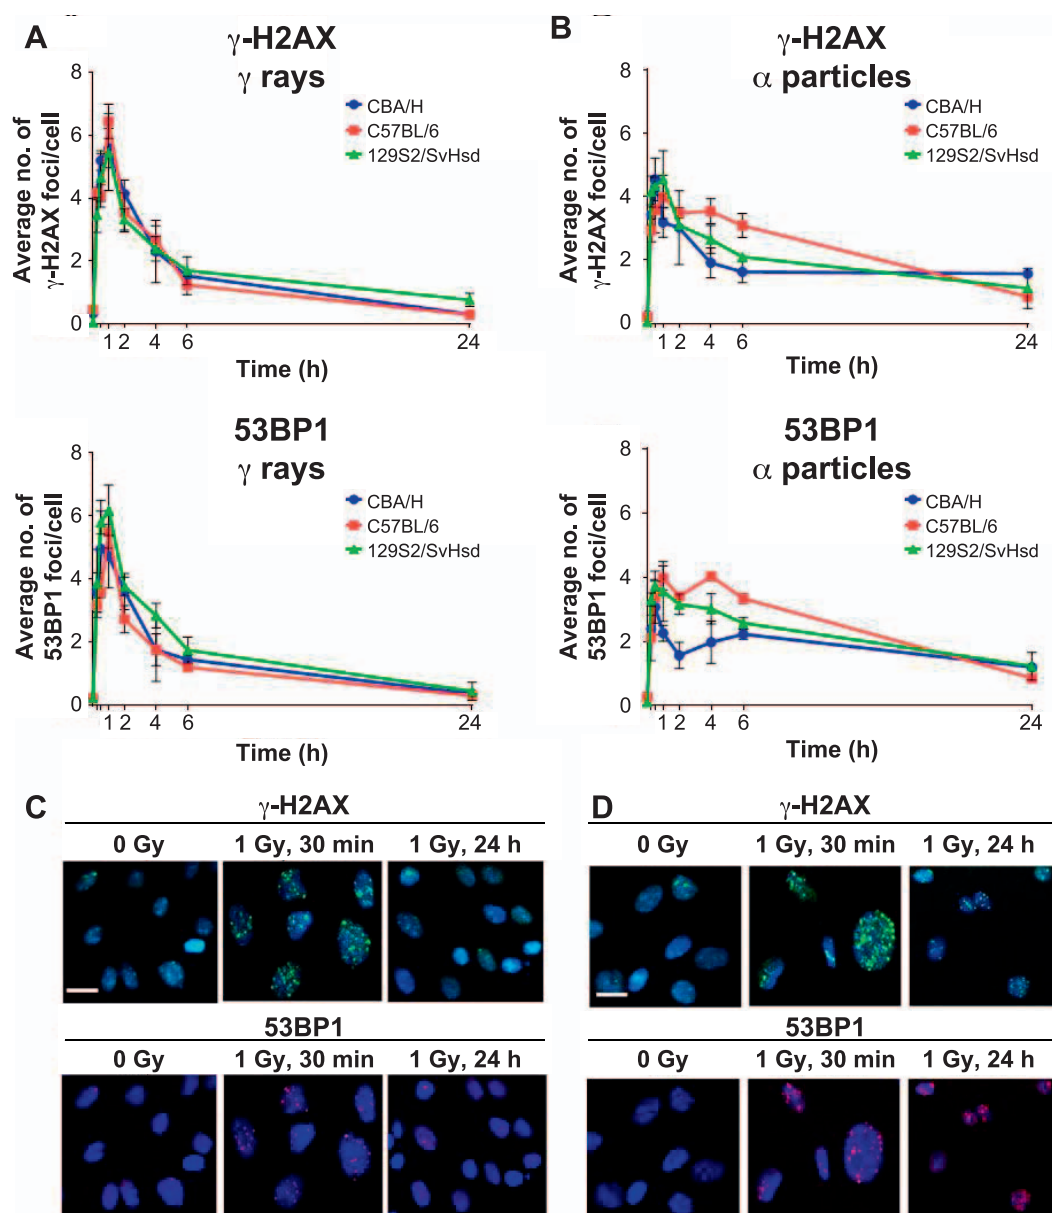 A
γ-H2AX
γ rays
8
6
4
2
0
Average no. of
γ-H2AX foci/cell
CBA/H
C57BL/6
129S2/SvHsd
1 2 4 6 24
Time (h)
B
γ-H2AX
α particles
8
6
4
2
0
Average no. of
γ-H2AX foci/cell
CBA/H
C57BL/6
129S2/SvHsd
1 2 4 6 24
Time (h)
53BP1
γ rays
8
6
4
2
0
Average no. of
53BP1 foci/cell
CBA/H
C57BL/6
129S2/SvHsd
1 2 4 6 24
Time (h)
53BP1
α particles
8
6
4
2
0
Average no. of
53BP1 foci/cell
CBA/H
C57BL/6
129S2/SvHsd
1 2 4 6 24
Time (h)
C
γ-H2AX
0 Gy 1 Gy, 30 min 1 Gy, 24 h
53BP1
0 Gy 1 Gy, 30 min 1 Gy, 24 h
D
γ-H2AX
0 Gy 1 Gy, 30 min 1 Gy, 24 h
53BP1
0 Gy 1 Gy, 30 min 1 Gy, 24 h